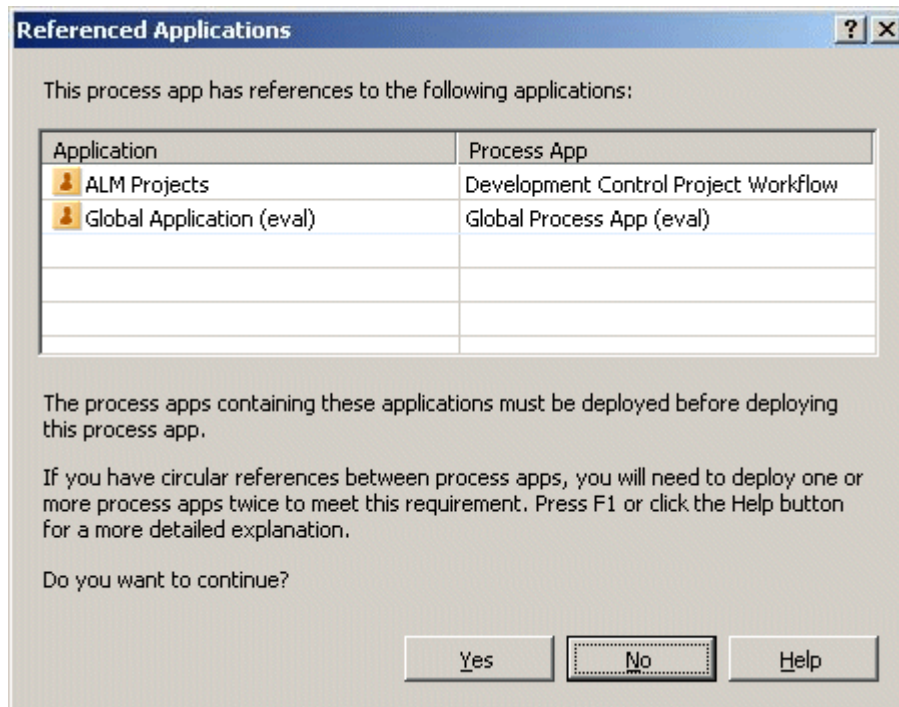 Referenced Applications
This process app has references to the following applications:
Application Process App
ALM Projects Development Control Project Workflow
Global Application (eval) Global Process App (eval)
The process apps containing these applications must be deployed before deploying
this process app.
If you have circular references between process apps, you will need to deploy one or
more process apps twice to meet this requirement. Press F1 or click the Help button
for a more detailed explanation.
Do you want to continue?
Yes No Help